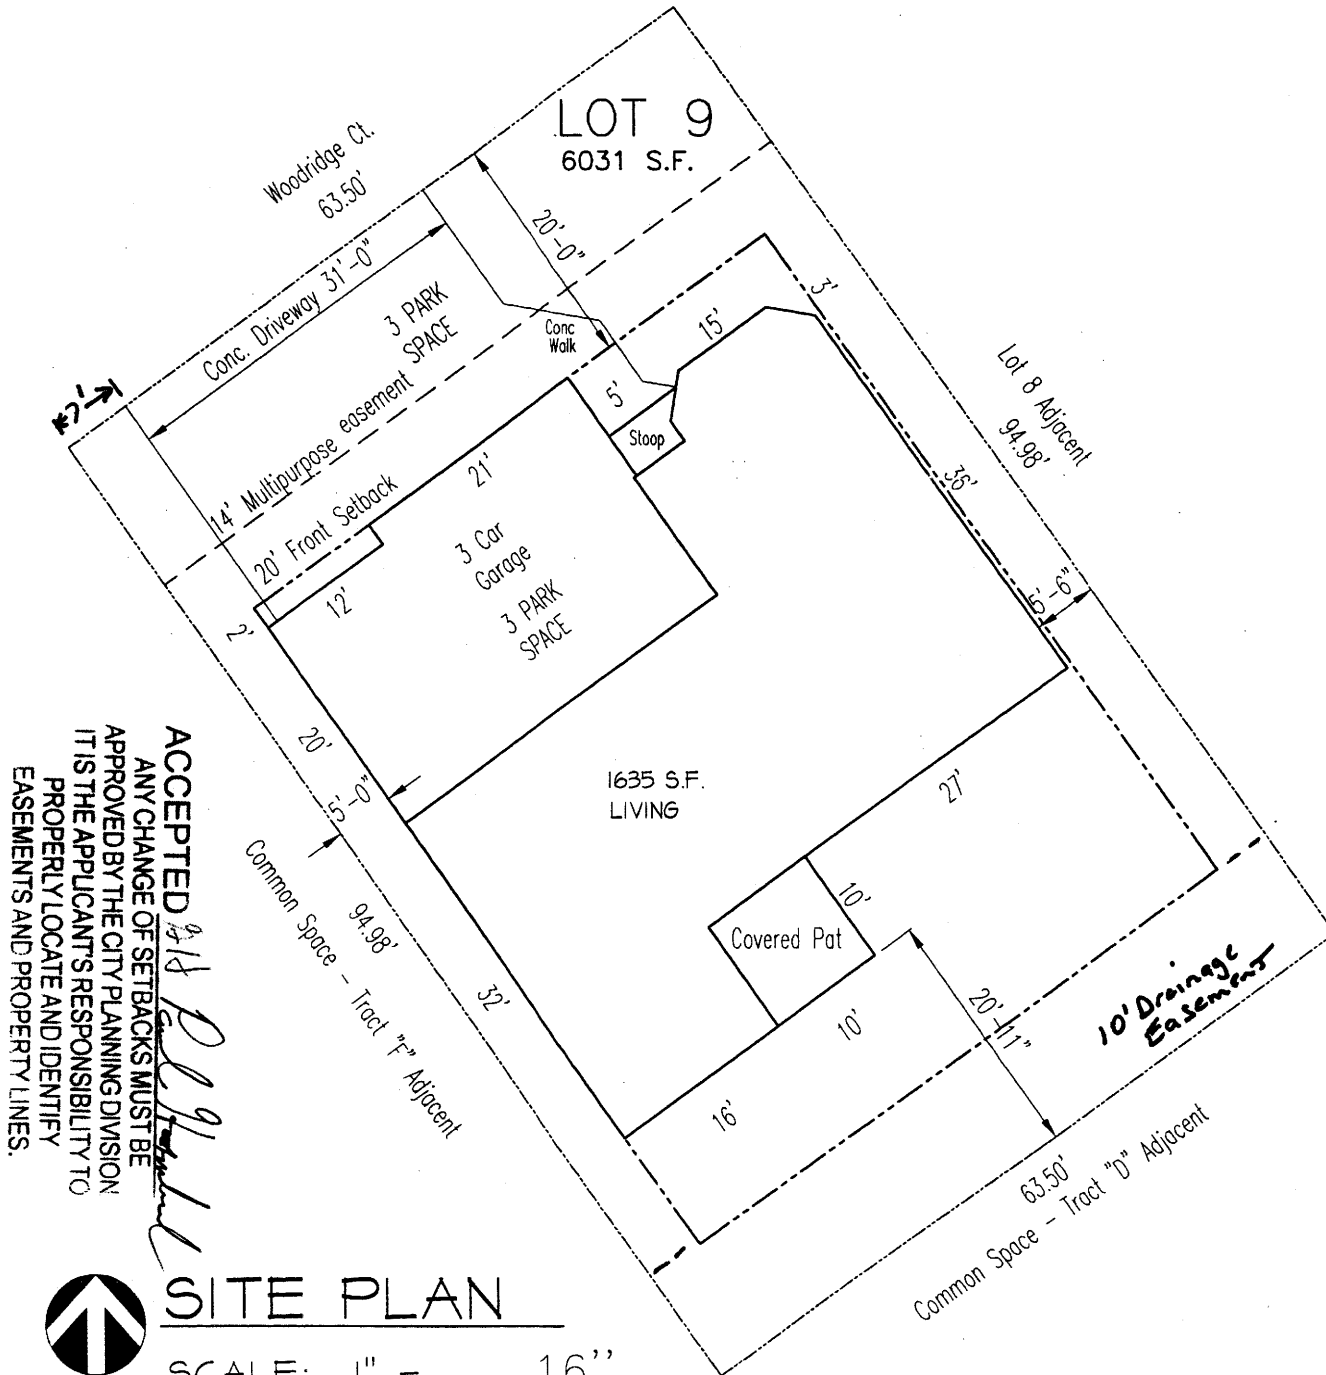 LOT 9
6031 S.F.
Woodridge Ct.
63.50'
20'-0"
Conc. Driveway 31'-0"
3 PARK
SPACE
Conc
Walk
15'
3'
7'
14' Multipurpose easement
5'
Stoop
Lot 8 Adjacent
94.98'
20' Front Setback
21'
36'
3 Car
Garage
3 PARK
SPACE
12'
2'
5'-6"
20'
5'-0"
1635 S.F.
LIVING
27'
Common Space - Tract "F" Adjacent
94.98'
10'
Covered Pat
32'
10'
20'-11"
10' Drainage
Easement
16'
63.50'
Common Space - Tract "D" Adjacent
ACCEPTED
ANY CHANGE OF SETBACKS MUST BE
APPROVED BY THE CITY PLANNING DIVISION
IT IS THE APPLICANT'S RESPONSIBILITY TO
PROPERLY LOCATE AND IDENTIFY
EASEMENTS AND PROPERTY LINES.
SITE PLAN
SCALE: 1" = 16''